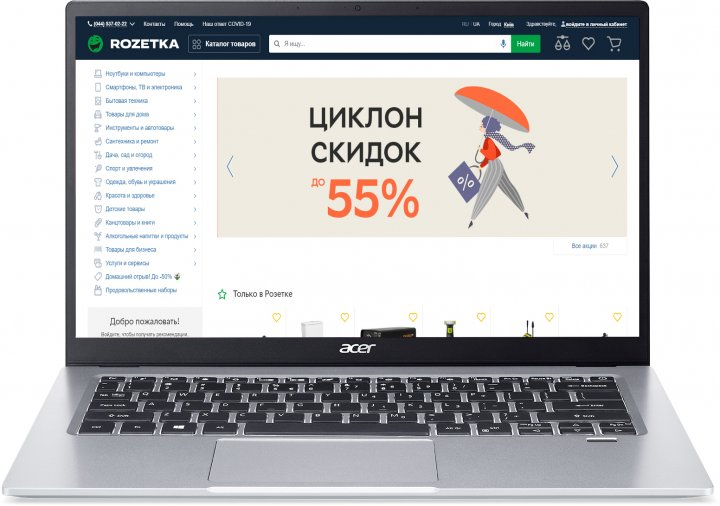 (044) 537-02-22 Контакты Помощь Наш ответ COVID-19 RU UA Город Киев Здравствуйте, войдите в личный кабинет
ROZETKA Каталог товаров Я ищу... Найти
Ноутбуки и компьютеры
Смартфоны, ТВ и электроника
Бытовая техника
Товары для дома
Инструменты и автотовары
Сантехника и ремонт
Дача, сад и огород
Спорт и увлечения
Одежда, обувь и украшения
Красота и здоровье
Детские товары
Канцтовары и книги
Алкогольные напитки и продукты
Товары для бизнеса
Услуги и сервисы
Домашний отрыв! До -50%
Продовольственные наборы
ЦИКЛОН
СКИДОК
до 55%
%
Все акции 837
Только в Розетке
Добро пожаловать!
Войдите, чтобы получать рекомендации,
acer